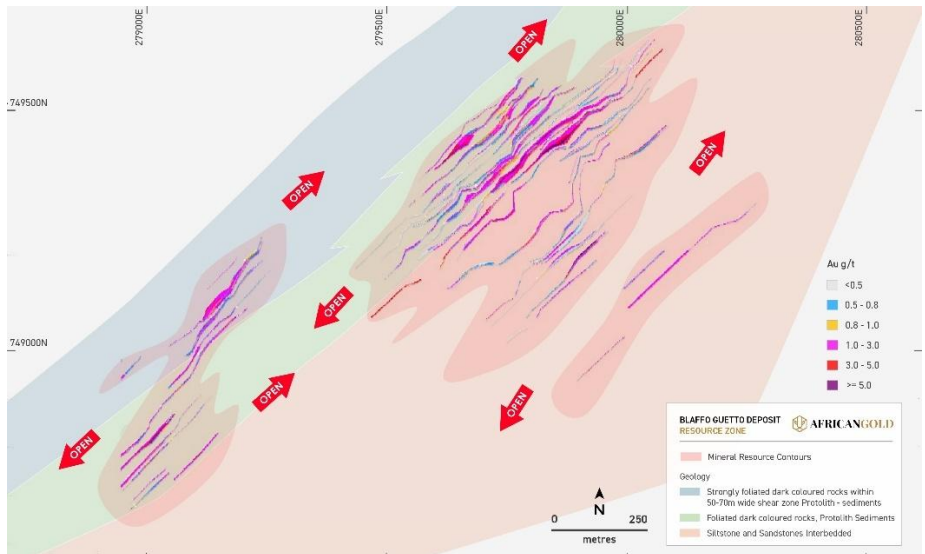 279000E
279500E
280000E
280500E
OPEN
749500N
OPEN
OPEN
OPEN
Au g/t
<0.5
0.5 - 0.8
0.8 - 1.0
1.0 - 3.0
3.0 - 5.0
>= 5.0
749000N
OPEN
OPEN
OPEN
BLAFFO GUETTO DEPOSIT
RESOURCE ZONE
AFRICANGOLD
Mineral Resource Contours
Geology
Strongly foliated dark coloured rocks within
50-70m wide shear zone Protolith - sediments
Foliated dark coloured rocks, Protolith Sediments
Siltstone and Sandstones Interbedded
N
0 250
metres